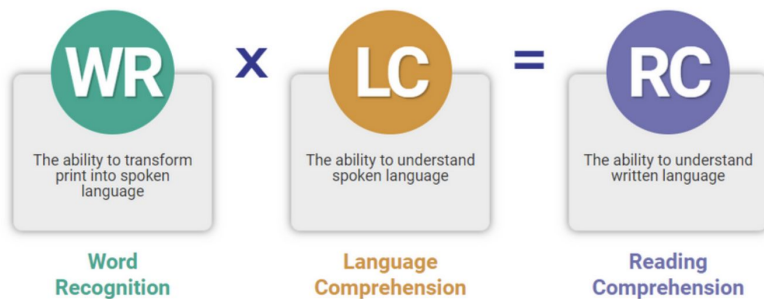 WR x LC = RC
The ability to transform
print into spoken
language
The ability to understand
spoken language
The ability to understand
written language
Word
Recognition
Language
Comprehension
Reading
Comprehension